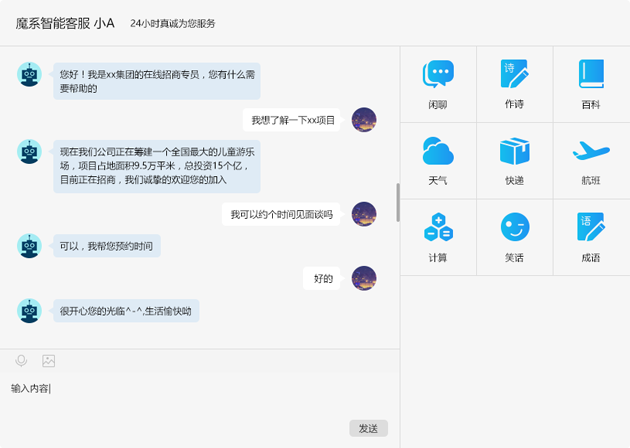 魔系智能客服 小A 24小时真诚为您服务
您好！我是xx集团的在线招商专员，您有什么需
要帮助的
我想了解一下xx项目
现在我们公司正在筹建一个全国最大的儿童游乐
场，项目占地面积9.5万平米，总投资15个亿，
目前正在招商，我们诚挚的欢迎您的加入
我可以约个时间见面谈吗
可以，我帮您预约时间
好的
很开心您的光临^-^,生活愉快呦
输入内容
发送
诗
闲聊 作诗 百科
天气 快递 航班
语
计算 笑话 成语